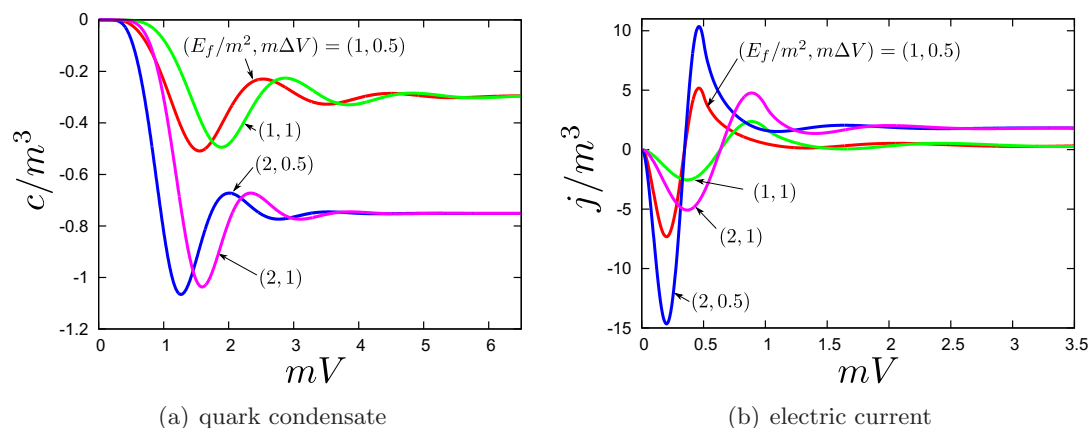 0
-0.2
-0.4
-0.6
-0.8
-1
-1.2
c/m³
(E_f/m², mΔV) = (1, 0.5)
(1, 1)
(2, 0.5)
(2, 1)
0 1 2 3 4 5 6
mV
(a) quark condensate
10
5
0
-5
-10
-15
j/m³
(E_f/m², mΔV) = (1, 0.5)
(1, 1)
(2, 1)
(2, 0.5)
0 0.5 1 1.5 2 2.5 3 3.5
mV
(b) electric current